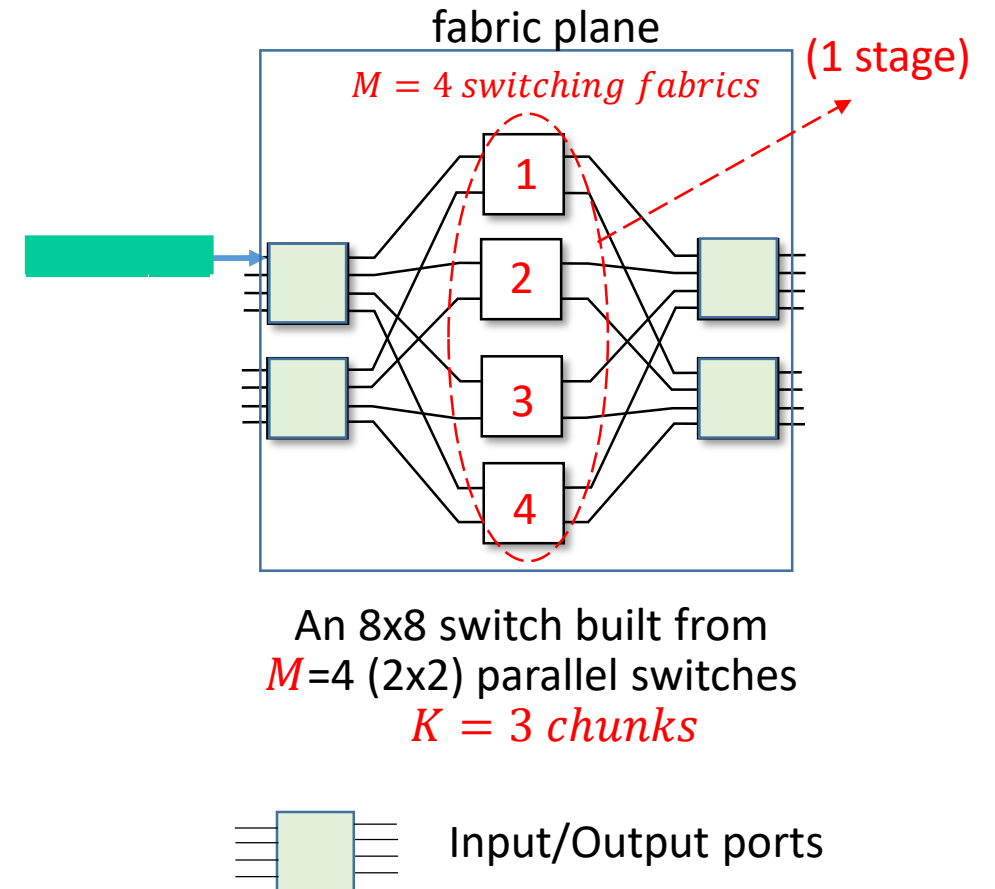 fabric plane
(1 stage)
M = 4 switching fabrics
1
2
3
4
An 8x8 switch built from
M=4 (2x2) parallel switches
K = 3 chunks
Input/Output ports